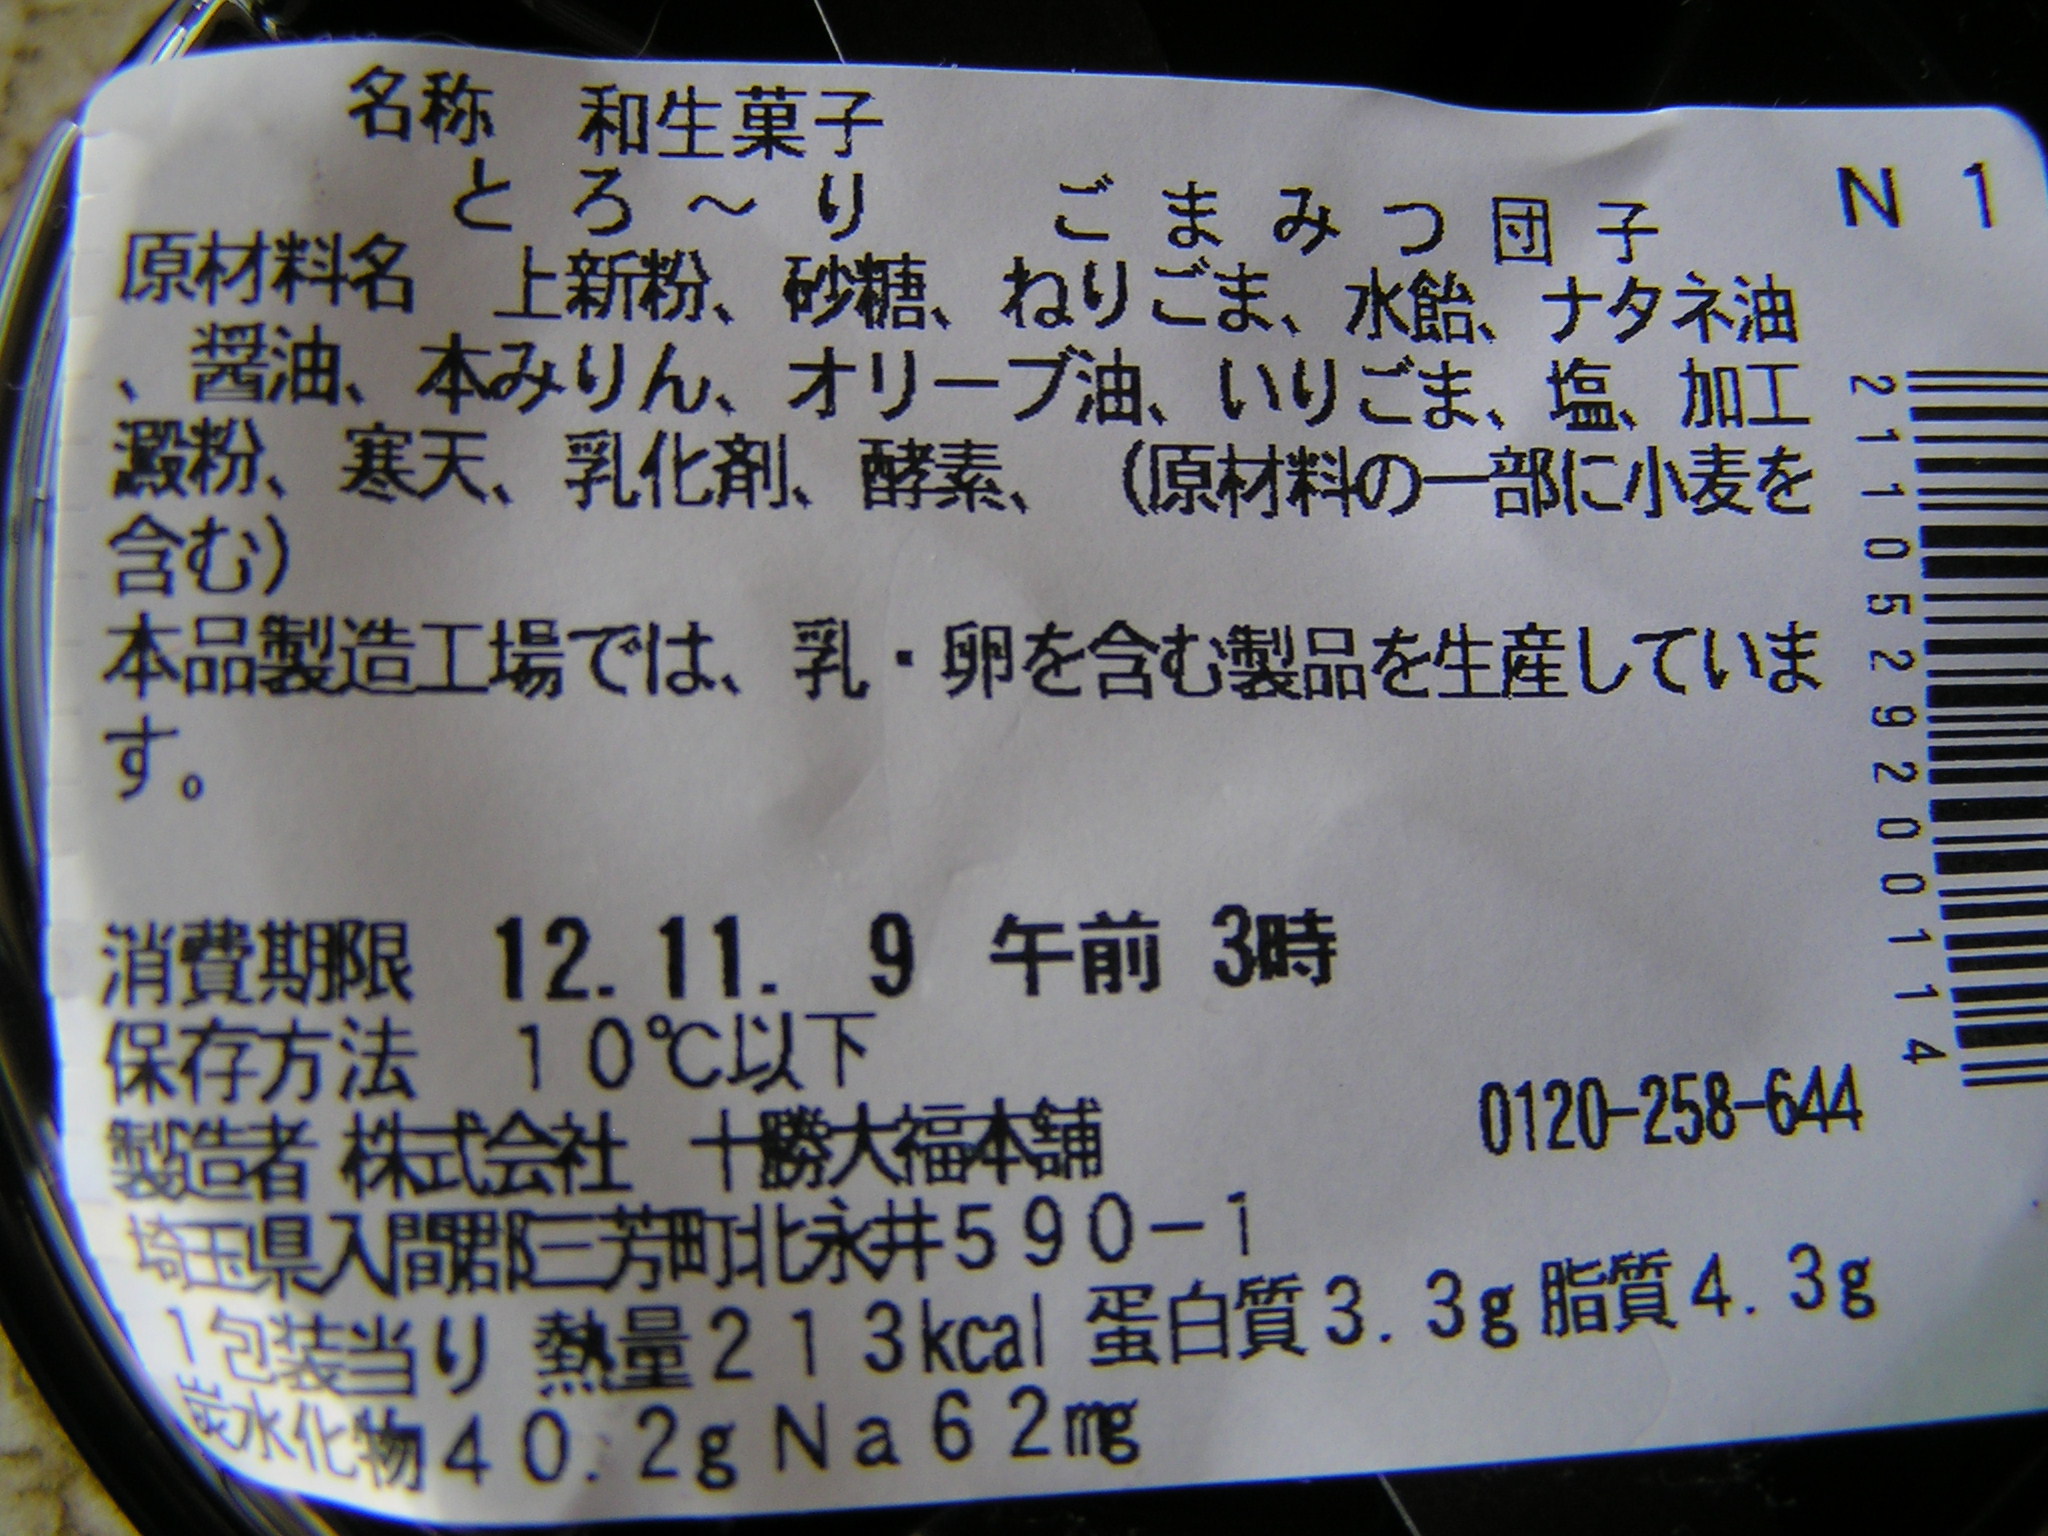 名称　和生菓子
とろ～り　ごまみつ団子
N 1
原材料名　上新粉、砂糖、ねりごま、水飴、ナタネ油
、醤油、本みりん、オリーブ油、いりごま、塩、加工
澱粉、寒天、乳化剤、酵素、（原材料の一部に小麦を
含む）
本品製造工場では、乳・卵を含む製品を生産していま
す。
消費期限　12.11. 9　午前 3時
保存方法　１０℃以下
製造者 株式会社　十勝大福本舗
0120-258-644
埼玉県入間郡三芳町北永井５９０－１
１包装当り 熱量２１３kcal 蛋白質３.３g 脂質４.３g
炭水化物４０.２g Na６２mg
2110529200114